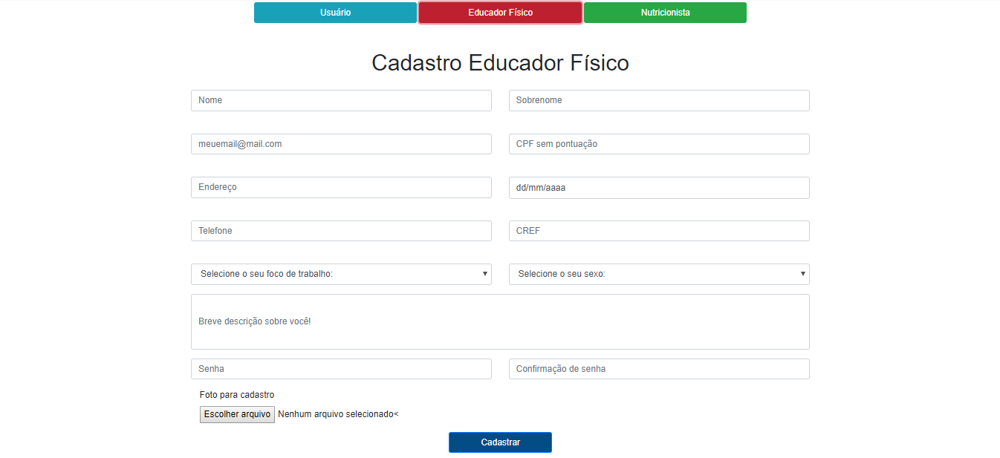 Usuário Educador Físico Nutricionista
Cadastro Educador Físico
Nome Sobrenome
meuemail@mail.com CPF sem pontuação
Endereço dd/mm/aaaa
Telefone CREF
Selecione o seu foco de trabalho: Selecione o seu sexo:
Breve descrição sobre você!
Senha Confirmação de senha
Foto para cadastro
Escolher arquivo Nenhum arquivo selecionado<
Cadastrar